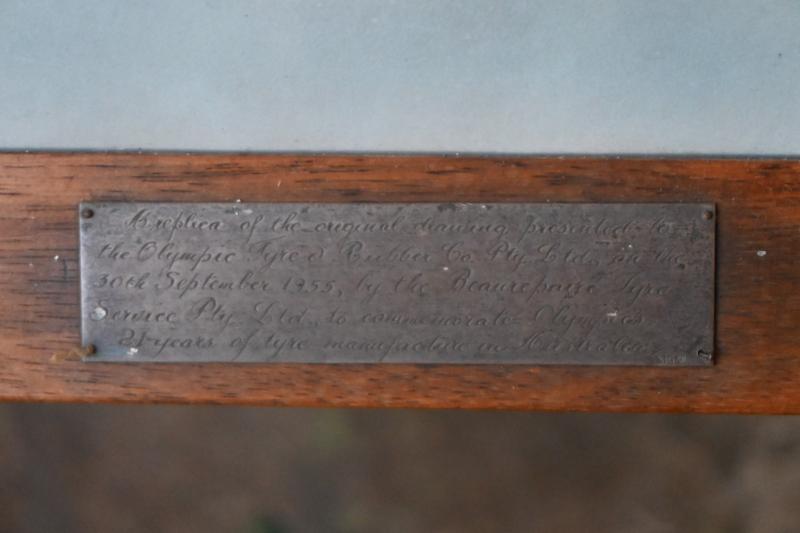 A replica of the original drawing presented to
the Olympic Tyre & Rubber Co. Pty. Ltd. on the
30th September 1955, by the Beaurepaire Tyre
Service Pty. Ltd., to commemorate Olympic's
21-years of tyre manufacture in Australia.